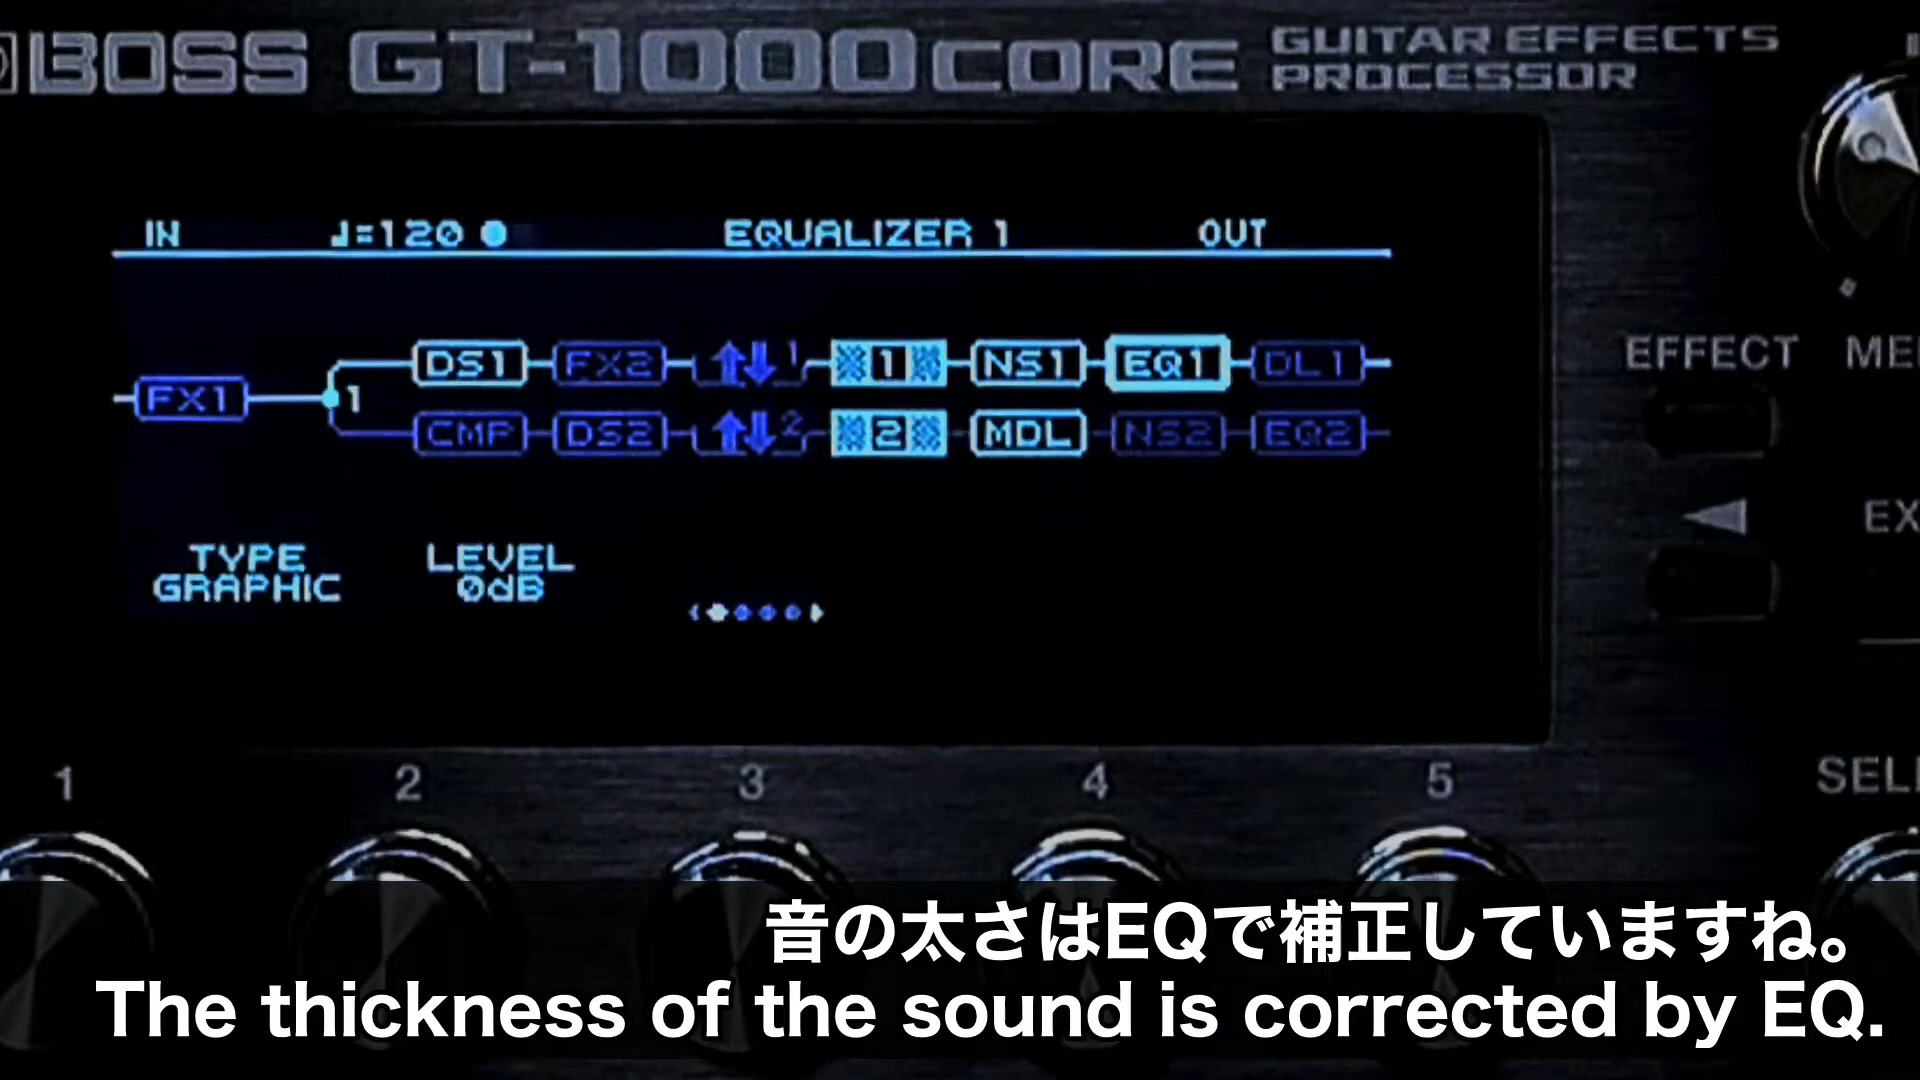 BOSS GT-1000CORE GUITAR EFFECTS PROCESSOR
IN ♩=120 EQUALIZER 1 OUT
DS1 FX2 1 1 NS1 EQ1 DL1
FX1 1
CMP DS2 2 2 MDL NS2 EQ2
TYPE LEVEL
GRAPHIC 0dB
EFFECT
1 2 3 4 5
音の太さはEQで補正していますね。
The thickness of the sound is corrected by EQ.